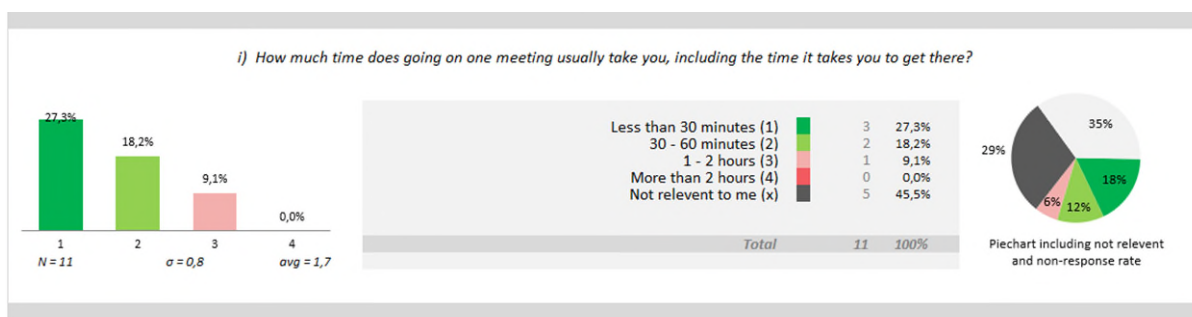 i) How much time does going on one meeting usually take you, including the time it takes you to get there?
27,3%
18,2%
9,1%
0,0%
1 2 3 4
N = 11 σ = 0,8 avg = 1,7
Less than 30 minutes (1) 3 27,3%
30 - 60 minutes (2) 2 18,2%
1 - 2 hours (3) 1 9,1%
More than 2 hours (4) 0 0,0%
Not relevent to me (x) 5 45,5%
Total 11 100%
35%
29%
18%
6% 12%
Piechart including not relevent
and non-response rate